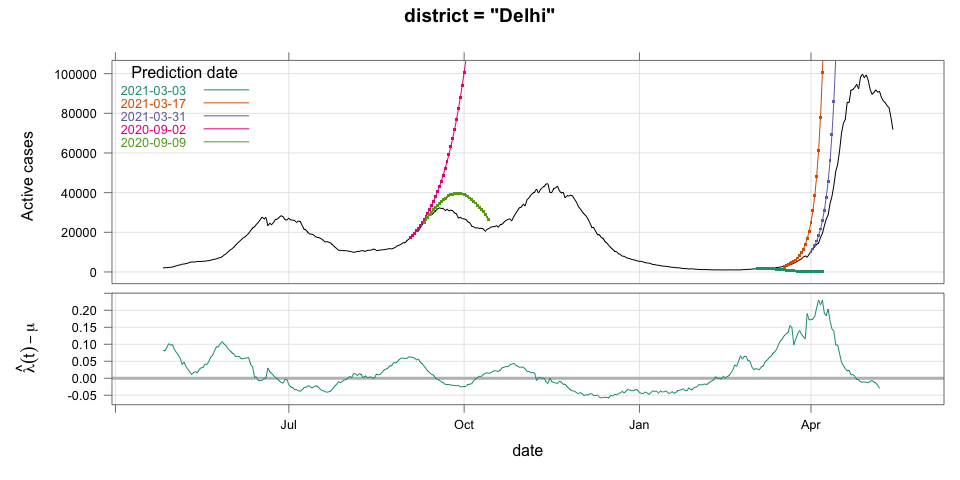 district = "Delhi"
Prediction date
2021-03-03
2021-03-17
2021-03-31
2020-09-02
2020-09-09
Active cases
100000
80000
60000
40000
20000
0
λ̂(t) − μ
0.20
0.15
0.10
0.05
0.00
-0.05
Jul Oct Jan Apr
date